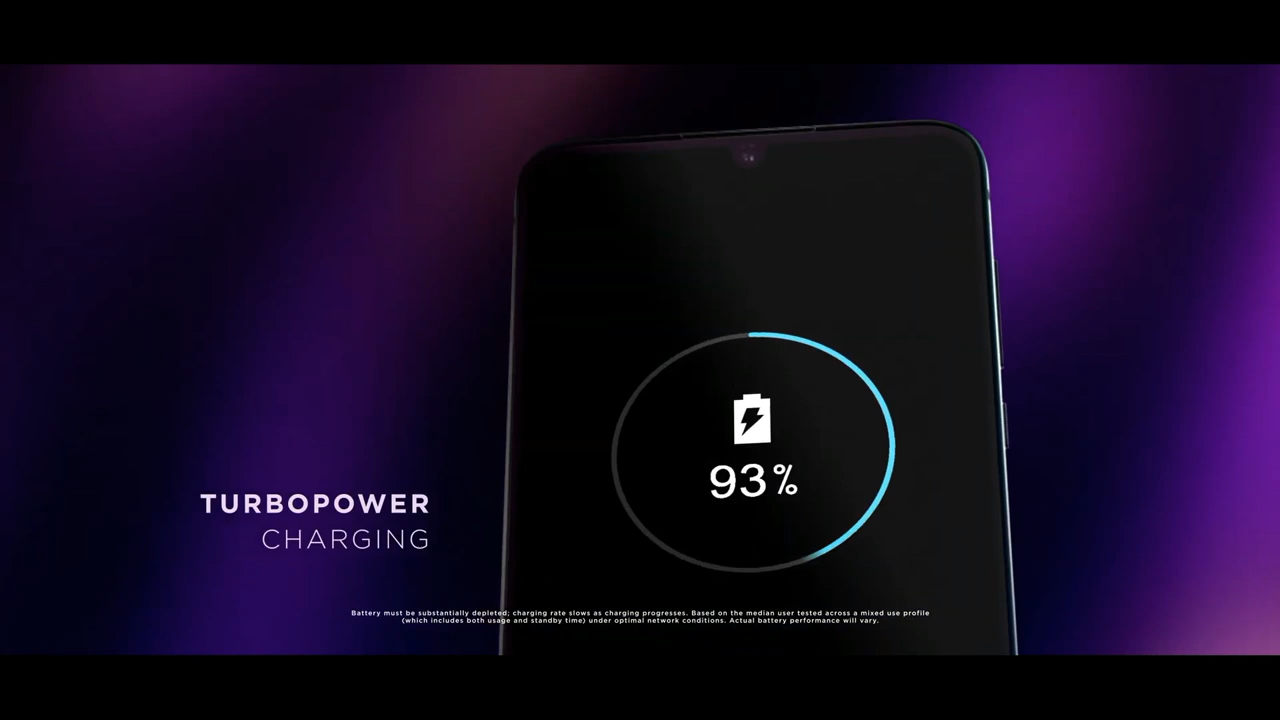 93%
TURBOPOWER
CHARGING
Battery must be substantially depleted; charging rate slows as charging progresses. Based on the median user tested across a mixed use profile
(which includes both usage and standby time) under optimal network conditions. Actual battery performance will vary.